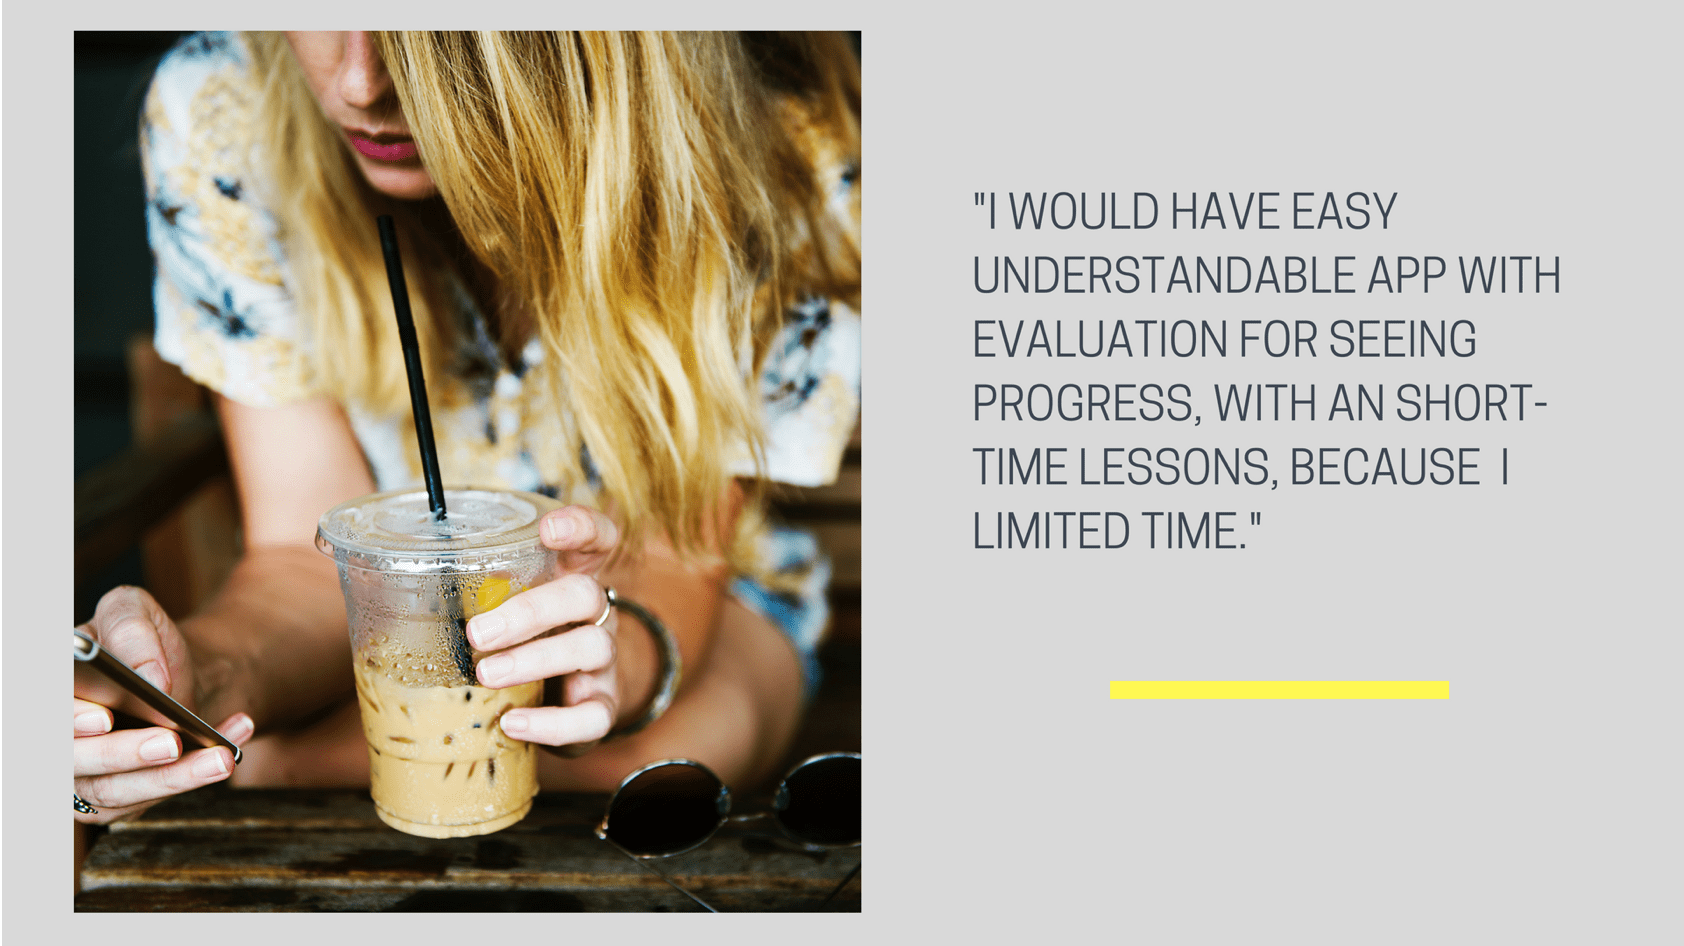 "I WOULD HAVE EASY
UNDERSTANDABLE APP WITH
EVALUATION FOR SEEING
PROGRESS, WITH AN SHORT-
TIME LESSONS, BECAUSE I
LIMITED TIME."